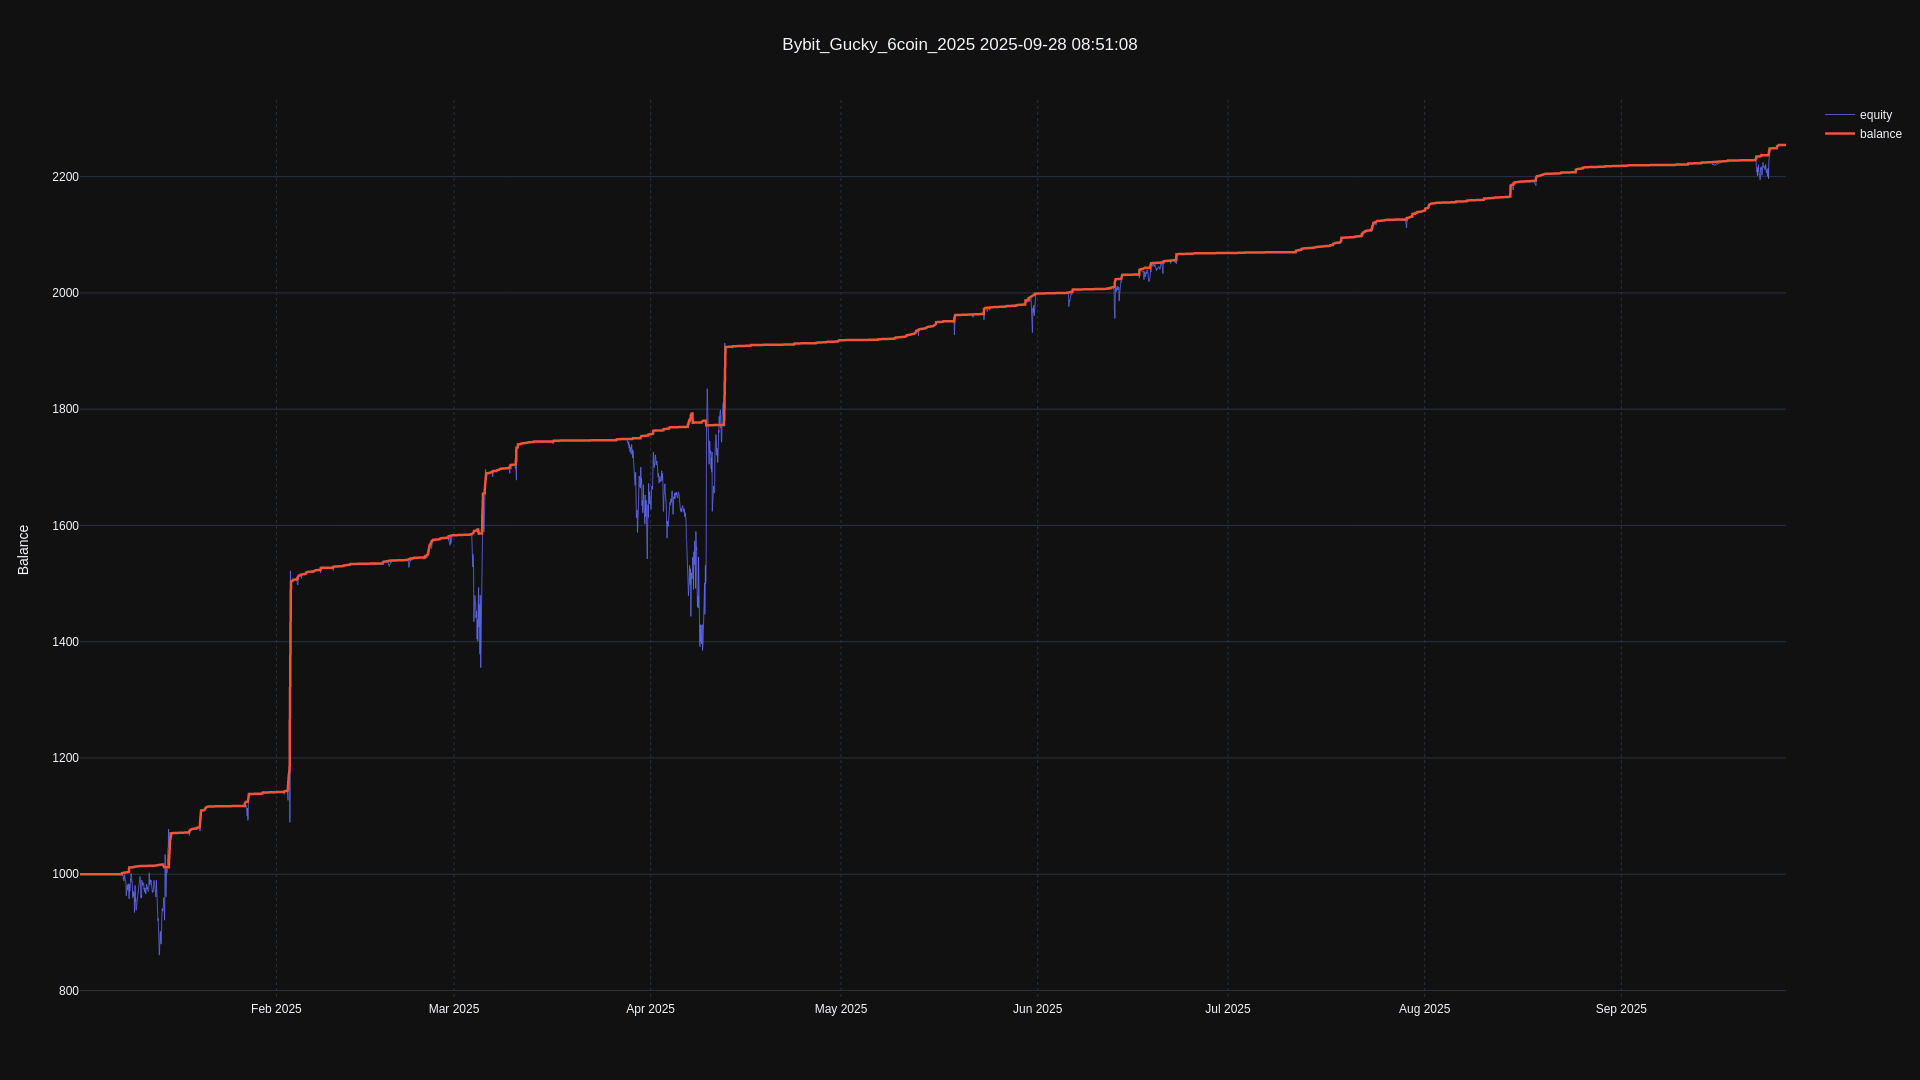 Bybit_Gucky_6coin_2025 2025-09-28 08:51:08
equity
balance
Balance
2200
2000
1800
1600
1400
1200
1000
800
Feb 2025
Mar 2025
Apr 2025
May 2025
Jun 2025
Jul 2025
Aug 2025
Sep 2025